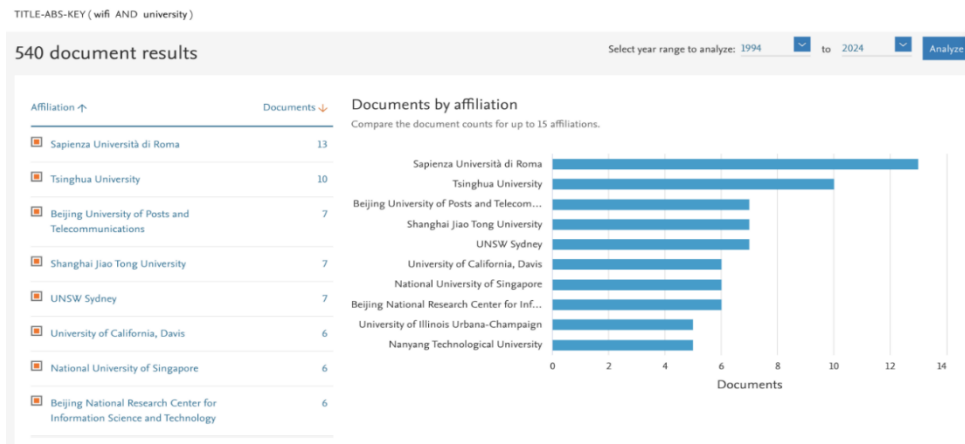 TITLE-ABS-KEY ( wifi AND university )
540 document results
Select year range to analyze: 1994 to 2024 Analyze
Affiliation ↑ Documents ↓
Sapienza Università di Roma 13
Tsinghua University 10
Beijing University of Posts and
Telecommunications 7
Shanghai Jiao Tong University 7
UNSW Sydney 7
University of California, Davis 6
National University of Singapore 6
Beijing National Research Center for
Information Science and Technology 6
Documents by affiliation
Compare the document counts for up to 15 affiliations.
Sapienza Università di Roma
Tsinghua University
Beijing University of Posts and Telecom...
Shanghai Jiao Tong University
UNSW Sydney
University of California, Davis
National University of Singapore
Beijing National Research Center for Inf...
University of Illinois Urbana-Champaign
Nanyang Technological University
0 2 4 6 8 10 12 14
Documents